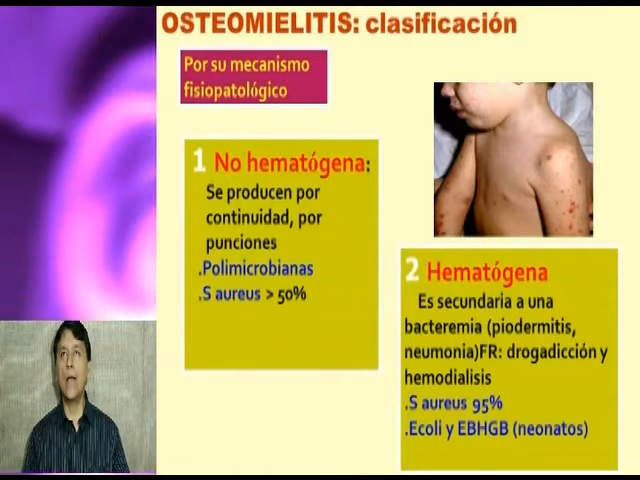 OSTEOMIELITIS: clasificación
Por su mecanismo
fisiopatológico
1 No hematógena:
Se producen por
continuidad, por
punciones
.Polimicrobianas
.S aureus > 50%
2 Hematógena
Es secundaria a una
bacteremia (piodermitis,
neumonia)FR: drogadicción y
hemodialisis
.S aureus 95%
.Ecoli y EBHGB (neonatos)